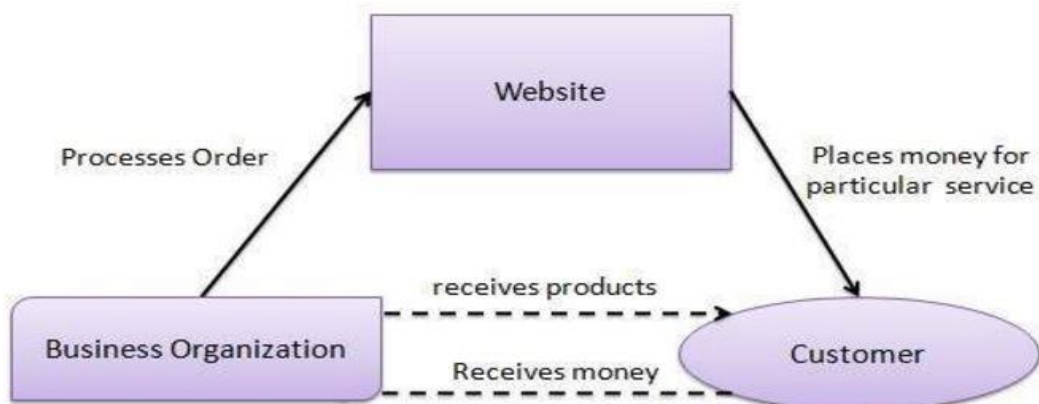 Website
Processes Order
Places money for
particular service
receives products
Business Organization
Customer
Receives money